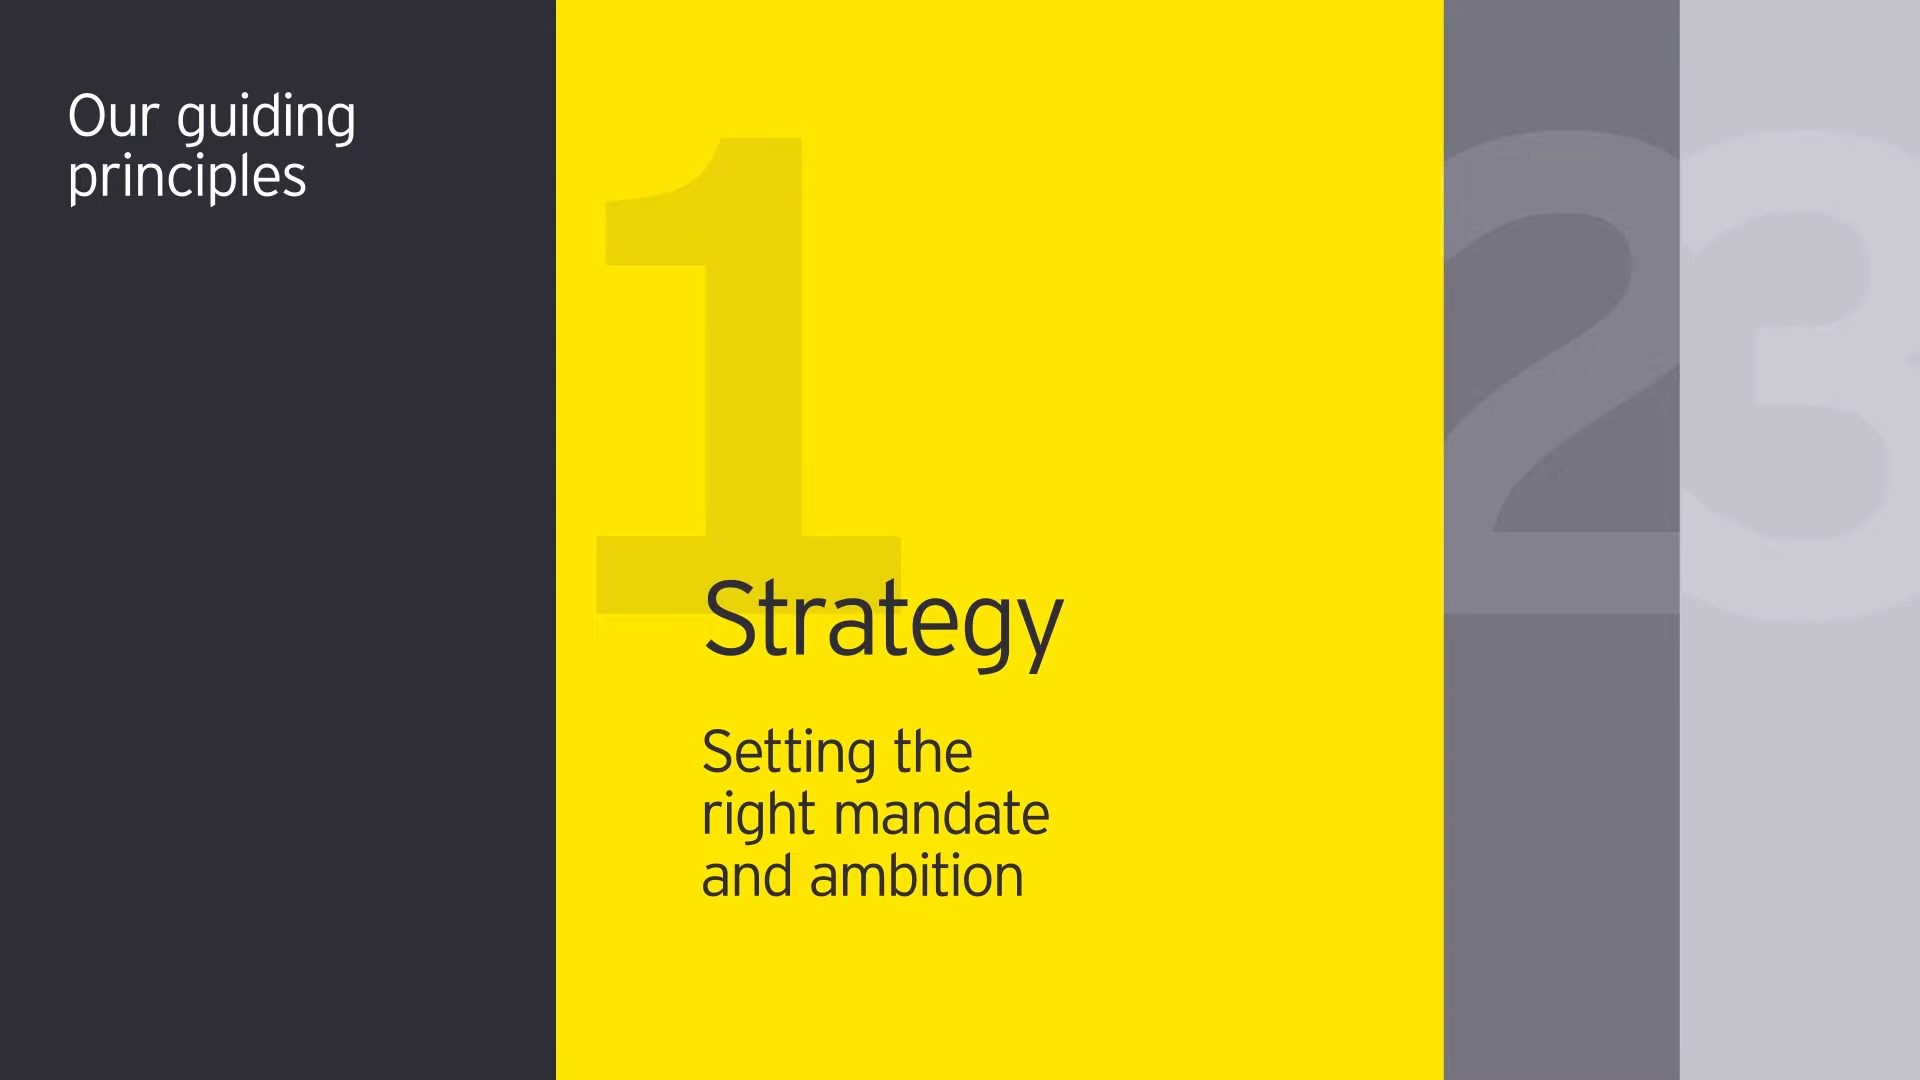 Our guiding
principles
1
Strategy
Setting the
right mandate
and ambition
2
3